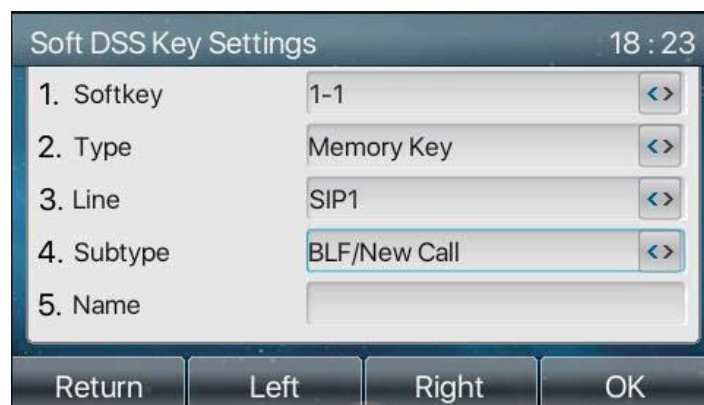 Soft DSS Key Settings 18 : 23
1. Softkey 1-1 <>
2. Type Memory Key <>
3. Line SIP1 <>
4. Subtype BLF/New Call <>
5. Name
Return Left Right OK